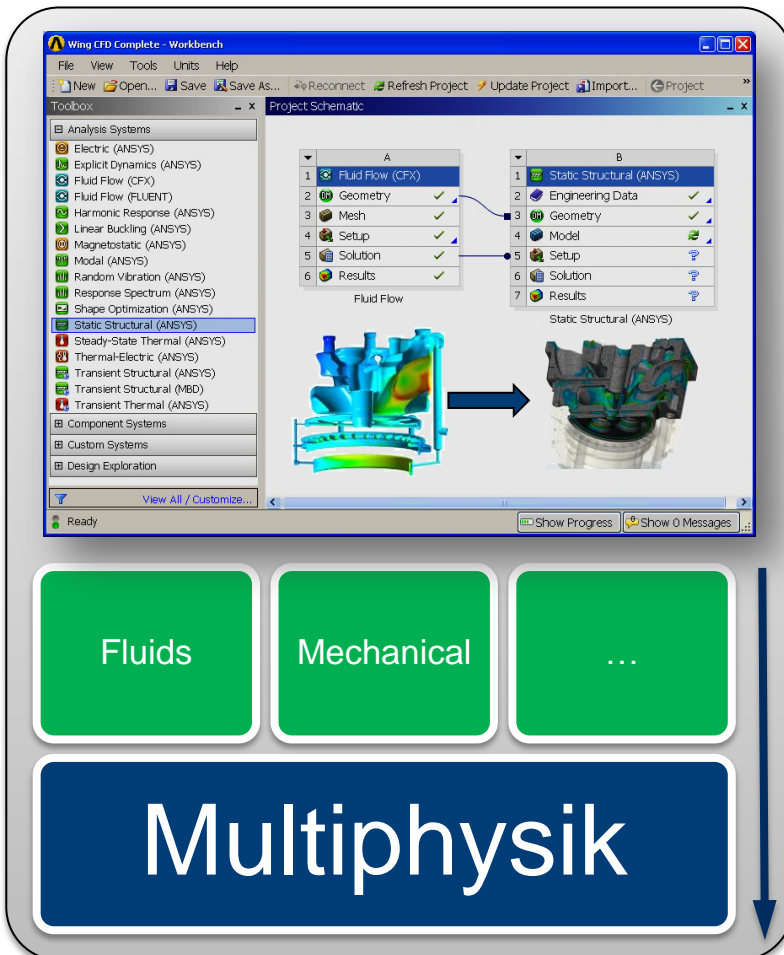 Wing CFD Complete - Workbench
File View Tools Units Help
New Open... Save Save As... Reconnect Refresh Project Update Project Import... Project »
Toolbox
Project Schematic
Analysis Systems
Electric (ANSYS)
Explicit Dynamics (ANSYS)
Fluid Flow (CFX)
Fluid Flow (FLUENT)
Harmonic Response (ANSYS)
Linear Buckling (ANSYS)
Magnetostatic (ANSYS)
Modal (ANSYS)
Random Vibration (ANSYS)
Response Spectrum (ANSYS)
Shape Optimization (ANSYS)
Static Structural (ANSYS)
Steady-State Thermal (ANSYS)
Thermal-Electric (ANSYS)
Transient Structural (ANSYS)
Transient Structural (MBD)
Transient Thermal (ANSYS)
Component Systems
Custom Systems
Design Exploration
View All / Customize...
A
1 Fluid Flow (CFX)
2 Geometry
3 Mesh
4 Setup
5 Solution
6 Results
Fluid Flow
B
1 Static Structural (ANSYS)
2 Engineering Data
3 Geometry
4 Model
5 Setup
6 Solution
7 Results
Static Structural (ANSYS)
Ready
Show Progress
Show 0 Messages
Fluids
Mechanical
…
Multiphysik